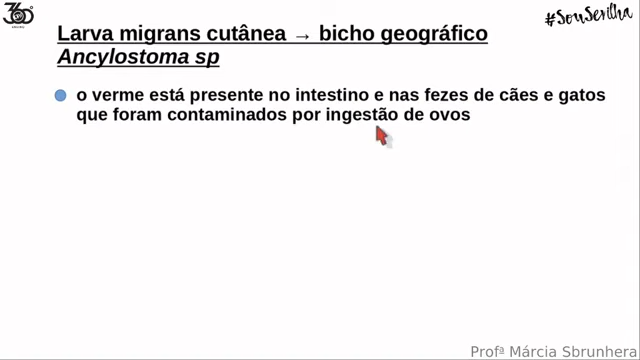 360°
#SouSevilha
Larva migrans cutânea → bicho geográfico
Ancylostoma sp
o verme está presente no intestino e nas fezes de cães e gatos
que foram contaminados por ingestão de ovos
Profª Márcia Sbrunhera